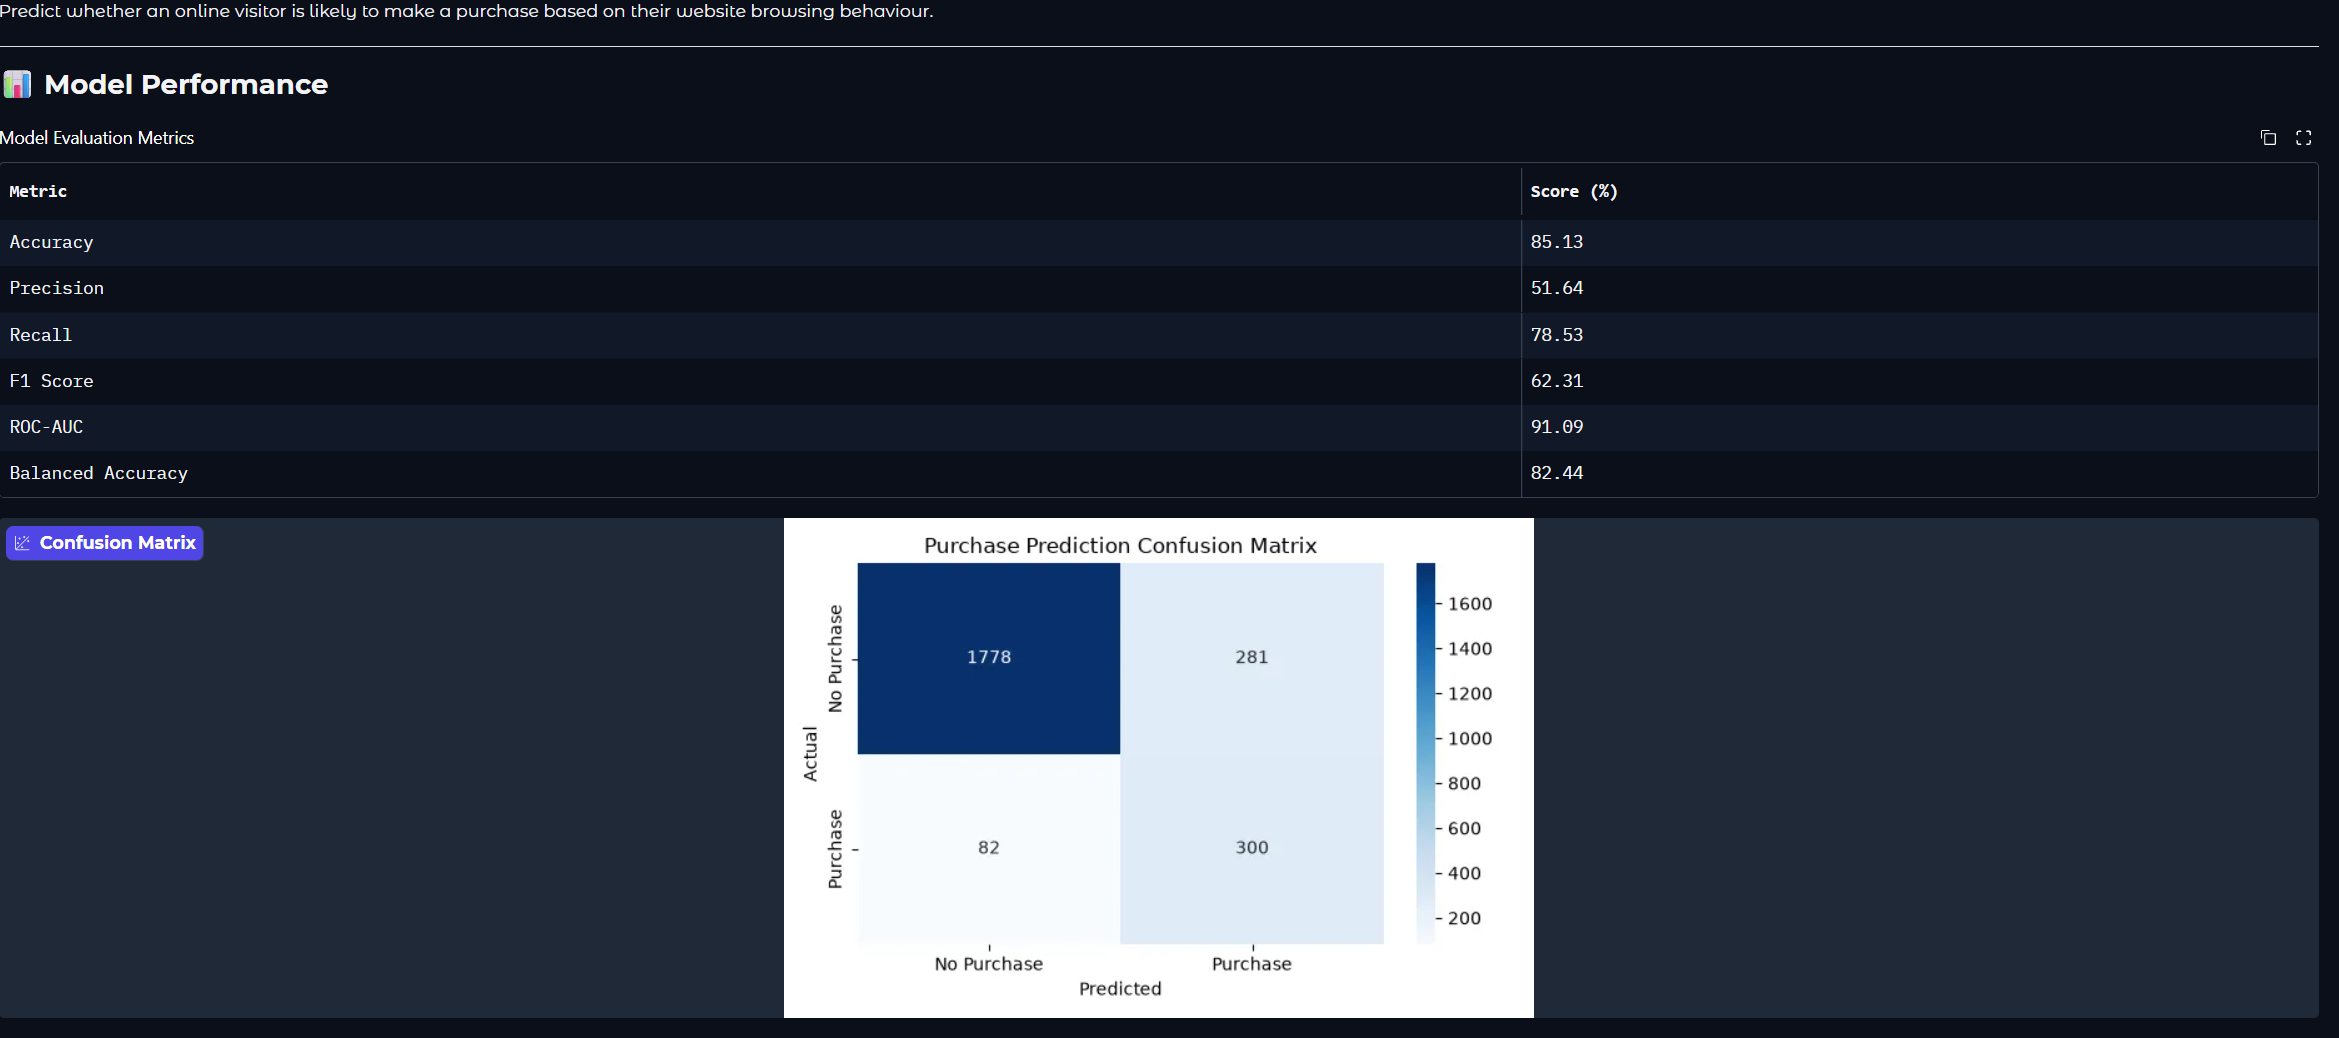 Predict whether an online visitor is likely to make a purchase based on their website browsing behaviour.
Model Performance
Model Evaluation Metrics
Metric Score (%)
Accuracy 85.13
Precision 51.64
Recall 78.53
F1 Score 62.31
ROC-AUC 91.09
Balanced Accuracy 82.44
Confusion Matrix
Purchase Prediction Confusion Matrix
Actual
No Purchase
1778 281
Purchase
82 300
No Purchase Purchase
Predicted
1600
1400
1200
1000
800
600
400
200